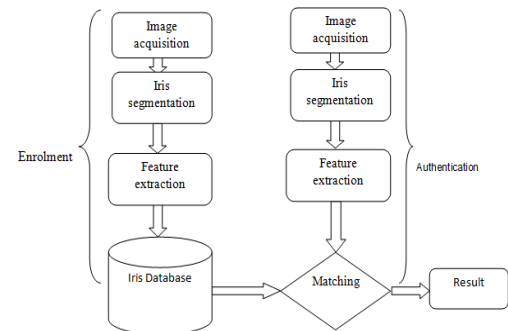 Image
acquisition
Iris
segmentation
Enrolment
Feature
extraction
Iris Database
Image
acquisition
Iris
segmentation
Feature
extraction
Authentication
Matching
Result